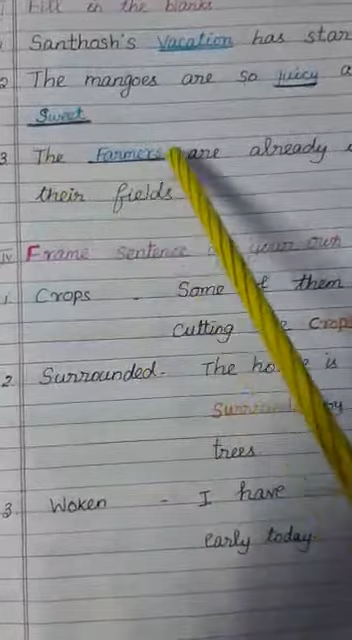 Fill in the blanks
1 Santhosh's Vacation has star
2 The mangoes are so juicy a
Sweet
3 The Farmers are already
their fields
IV Frame sentence your own
1. Crops - Some of them
Cutting Crop
2. Surrounded - The is
Surrounded by
trees
3. Woken - I have
early today.